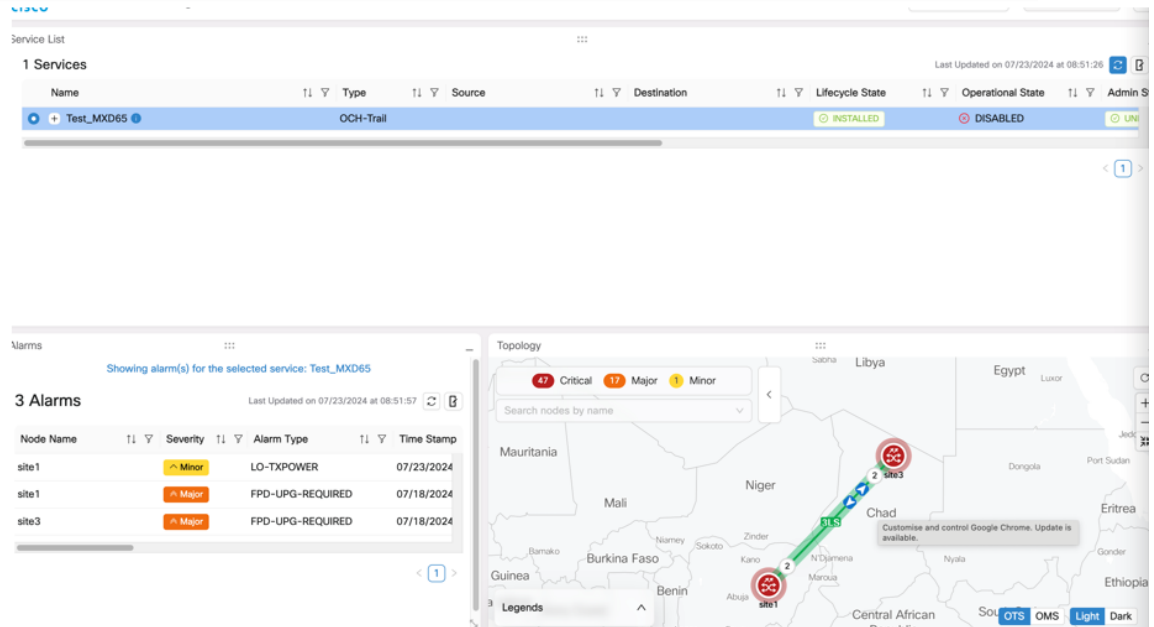 Service List
1 Services
Last Updated on 07/23/2024 at 08:51:26
Name Type Source Destination Lifecycle State Operational State Admin S
Test_MXD65 OCH-Trail INSTALLED DISABLED UN
< 1 >
Alarms
Showing alarm(s) for the selected service: Test_MXD65
3 Alarms
Last Updated on 07/23/2024 at 08:51:57
Node Name Severity Alarm Type Time Stamp
site1 Minor LO-TXPOWER 07/23/2024
site1 Major FPD-UPG-REQUIRED 07/18/2024
site3 Major FPD-UPG-REQUIRED 07/18/2024
< 1 >
Topology
47 Critical 17 Major 1 Minor
Search nodes by name
Sabha
Libya
Egypt
Luxor
Jedd
Mauritania
Port Sudan
2 site3
Dongola
Niger
Mali
Chad
Eritrea
3LS
Customise and control Google Chrome. Update is
available.
Zinder
Niamey
Sokoto
Bamako
Burkina Faso
Kano
N'Djamena
Nyala
Gonder
2
Guinea
Maroua
Ethiopia
Benin
Abuja
site1
Legends
Central African
Sou
OTS OMS Light Dark